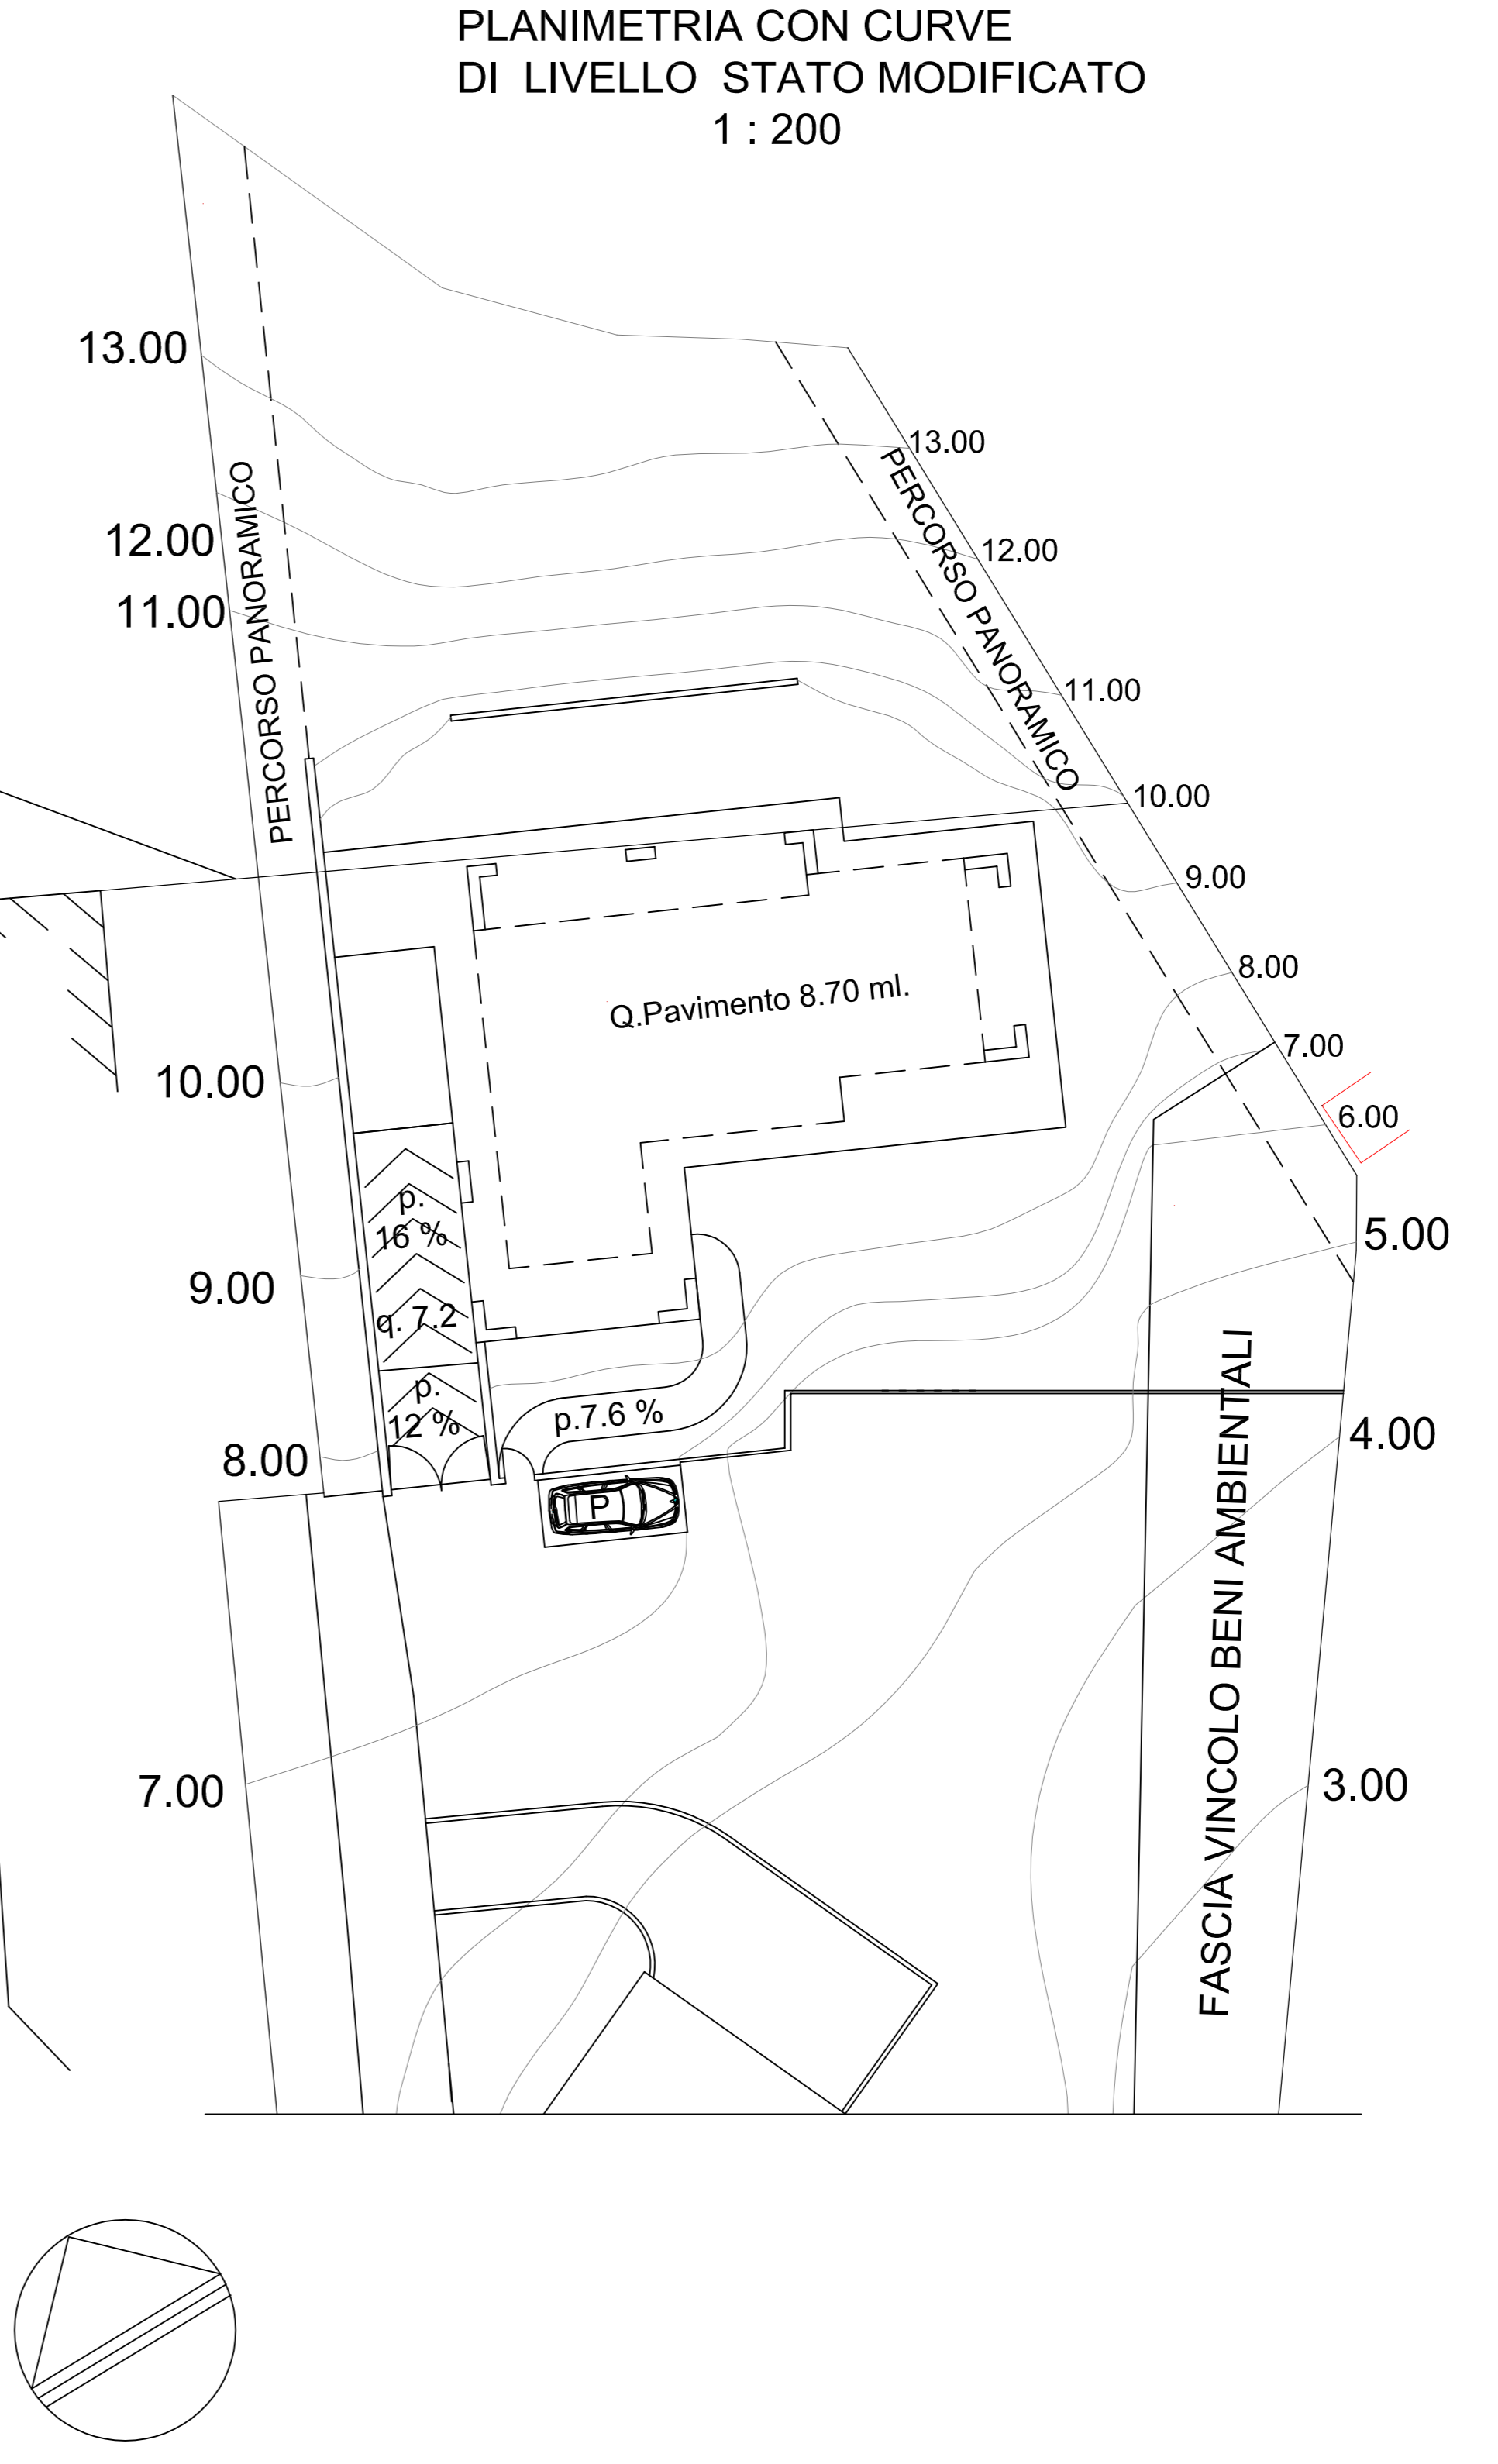 PLANIMETRIA CON CURVE
DI LIVELLO STATO MODIFICATO
1 : 200
13.00
13.00
PERCORSO PANORAMICO
12.00
12.00
PERCORSO PANORAMICO
11.00
11.00
10.00
9.00
8.00
Q.Pavimento 8.70 ml.
7.00
10.00
6.00
p.
16 %
5.00
9.00
q. 7.2
p.
12 %
p.7.6 %
4.00
8.00
P
FASCIA VINCOLO BENI AMBIENTALI
7.00
3.00